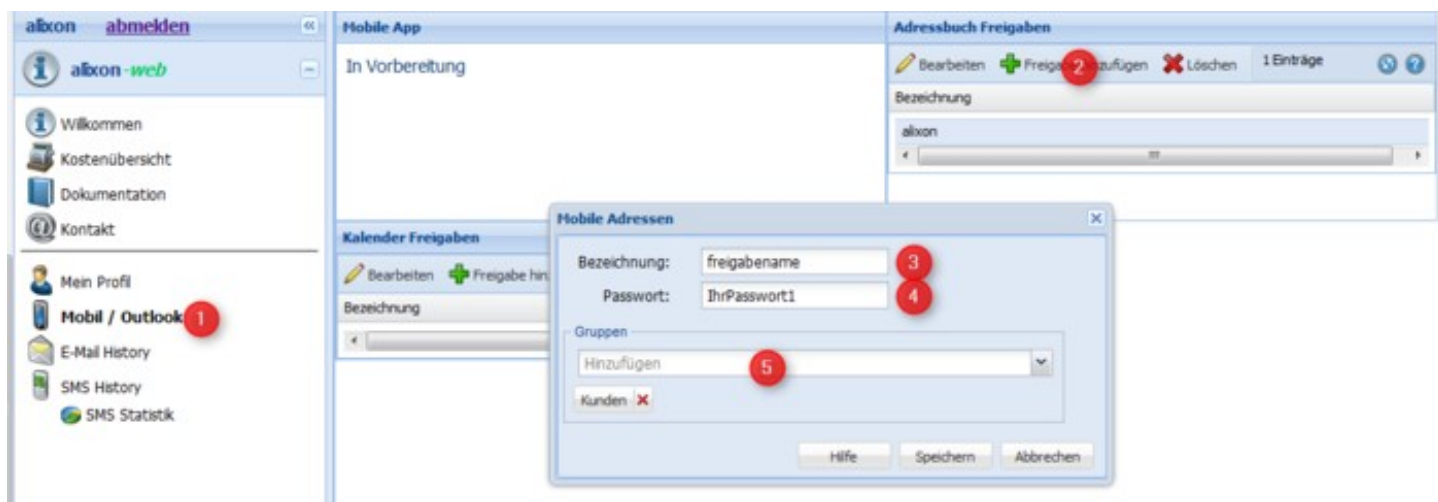 alixon abmelden
alixon-web
Willkommen
Kostenübersicht
Dokumentation
Kontakt
Mein Profil
Mobil / Outlook 1
E-Mail History
SMS History
SMS Statistik
Mobile App
In Vorbereitung
Kalender Freigaben
Bearbeiten Freigabe
Bezeichnung
Adressbuch Freigaben
Bearbeiten 2 Löschen 1 Einträge
Bezeichnung
alixon
Mobile Adressen
Bezeichnung: freigabename 3
Passwort: IhrPasswort1 4
Gruppen
Hinzufügen 5
Kunden
Hilfe Speichern Abbrechen